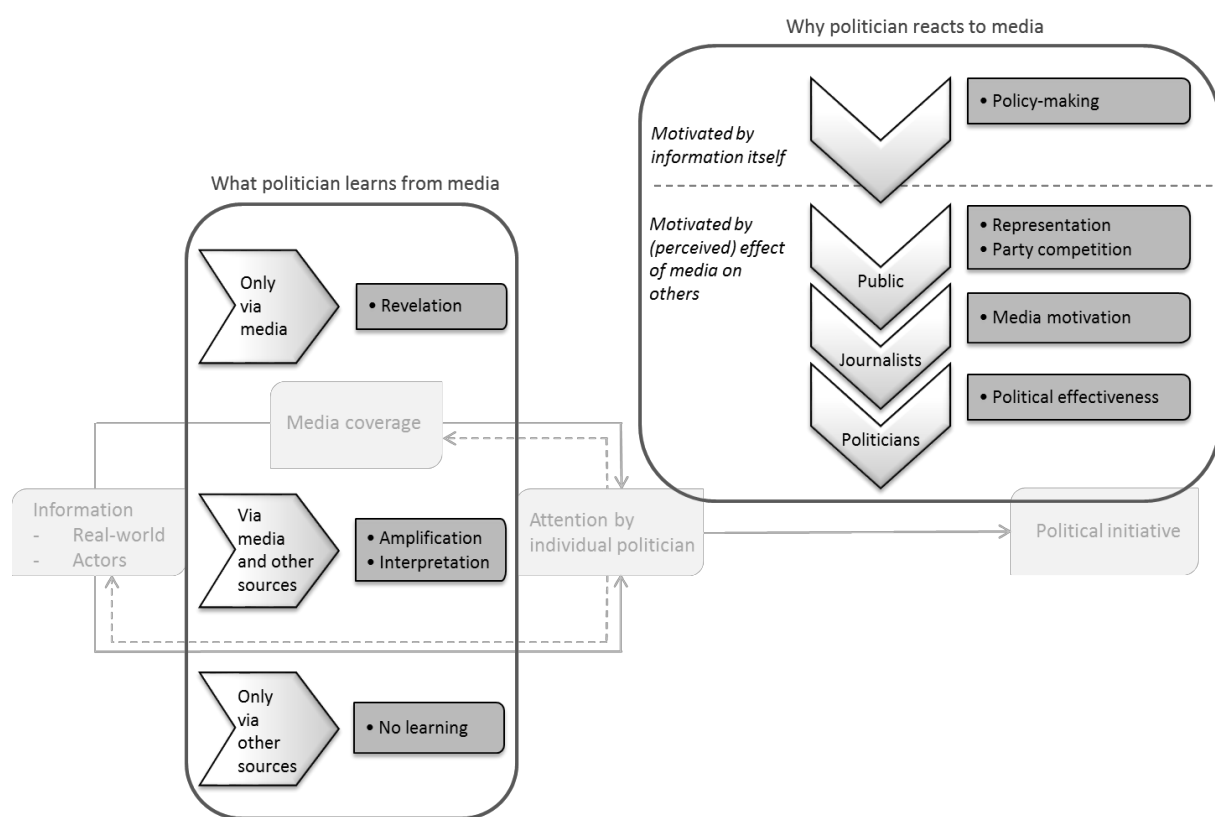 Why politician reacts to media
• Policy-making
Motivated by
information itself
What politician learns from media
Motivated by
(perceived) effect
of media on
others
• Representation
• Party competition
Public
• Media motivation
Journalists
• Political effectiveness
Politicians
Only
via
media
• Revelation
Media coverage
Information
- Real-world
- Actors
Via
media
and other
sources
• Amplification
• Interpretation
Attention by
individual politician
Political initiative
Only
via
other
sources
• No learning